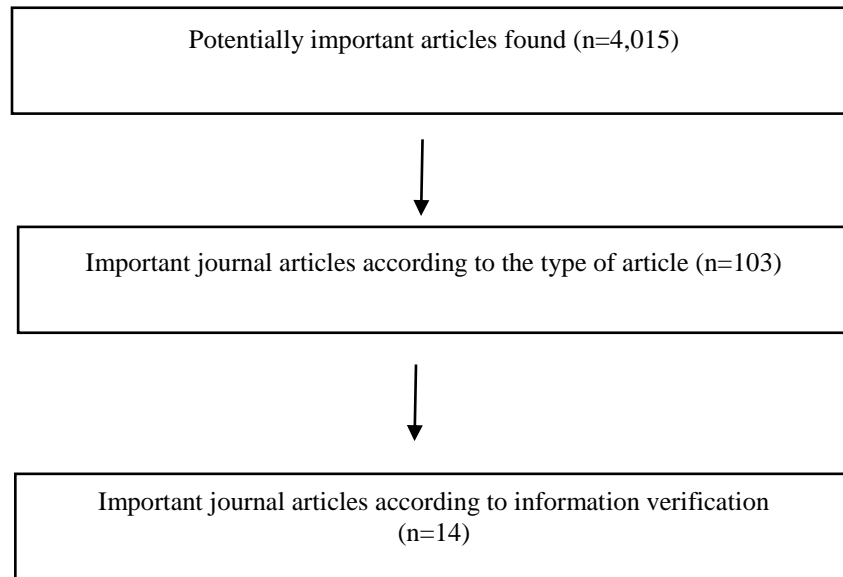 Potentially important articles found (n=4,015)
Important journal articles according to the type of article (n=103)
Important journal articles according to information verification
(n=14)